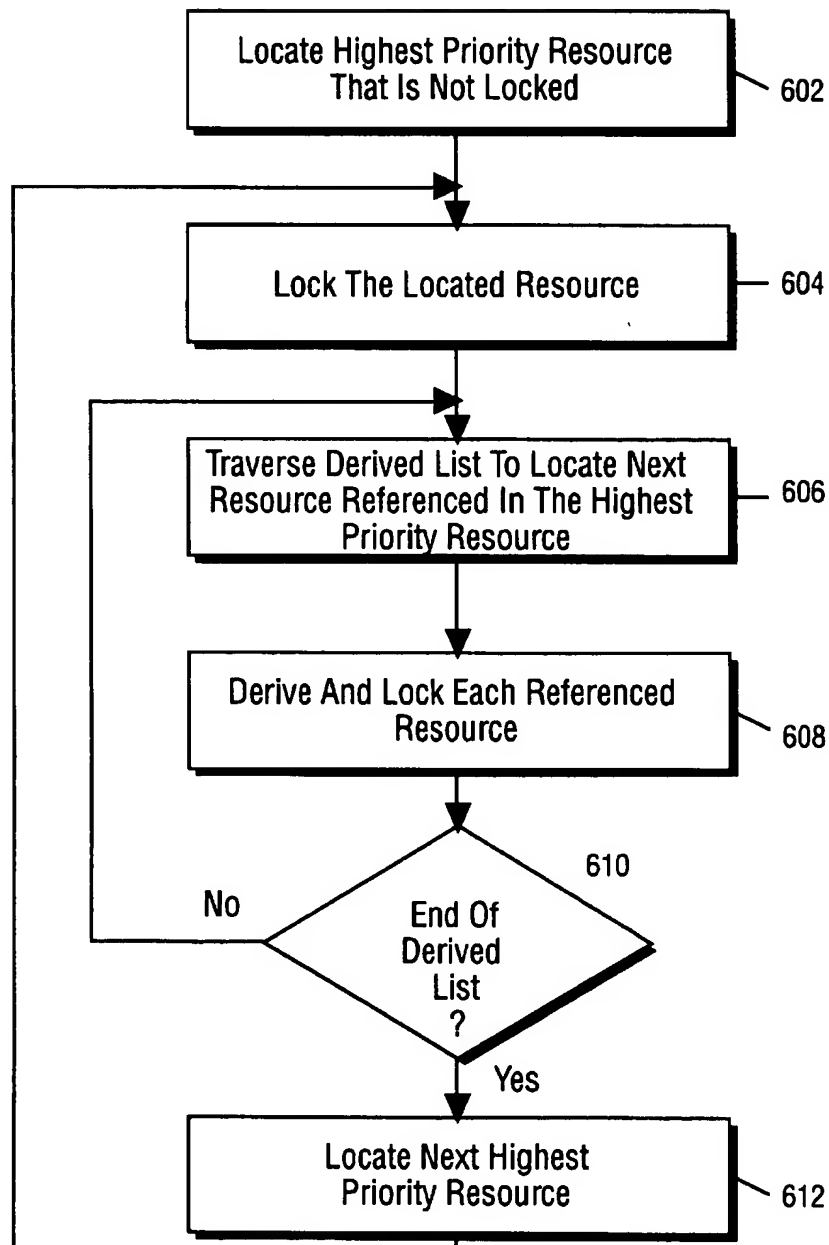 Locate Highest Priority Resource
That Is Not Locked
602
Lock The Located Resource
604
Traverse Derived List To Locate Next
Resource Referenced In The Highest
Priority Resource
606
Derive And Lock Each Referenced
Resource
608
610
No
End Of
Derived
List
?
Yes
Locate Next Highest
Priority Resource
612